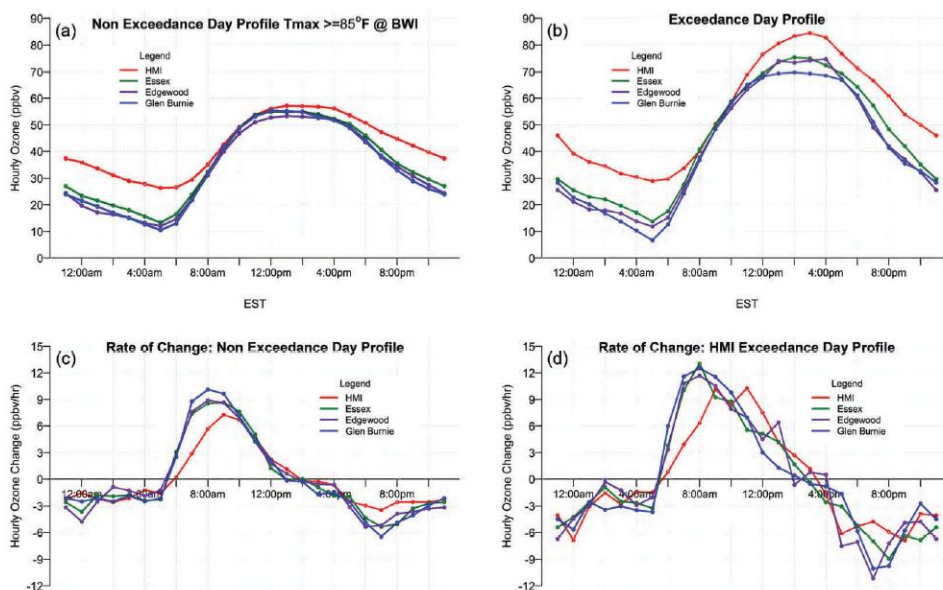 (a)
Non Exceedance Day Profile Tmax >=85°F @ BWI
Hourly Ozone (ppbv)
90
80
70
60
50
40
30
20
10
0
Legend
HMI
Essex
Edgewood
Glen Burnie
12:00am
4:00am
8:00am
12:00pm
4:00pm
8:00pm
EST
(b)
Exceedance Day Profile
Hourly Ozone (ppbv)
90
80
70
60
50
40
30
20
10
0
Legend
HMI
Essex
Edgewood
Glen Burnie
12:00am
4:00am
8:00am
12:00pm
4:00pm
8:00pm
EST
(c)
Rate of Change: Non Exceedance Day Profile
Hourly Ozone Change (ppbv/hr)
15
12
9
6
3
0
-3
-6
-9
-12
Legend
HMI
Essex
Edgewood
Glen Burnie
12:00am
4:00am
8:00am
12:00pm
4:00pm
8:00pm
(d)
Rate of Change: HMI Exceedance Day Profile
Hourly Ozone Change (ppbv/hr)
15
12
9
6
3
0
-3
-6
-9
-12
Legend
HMI
Essex
Edgewood
Glen Burnie
12:00am
4:00am
8:00am
12:00pm
4:00pm
8:00pm